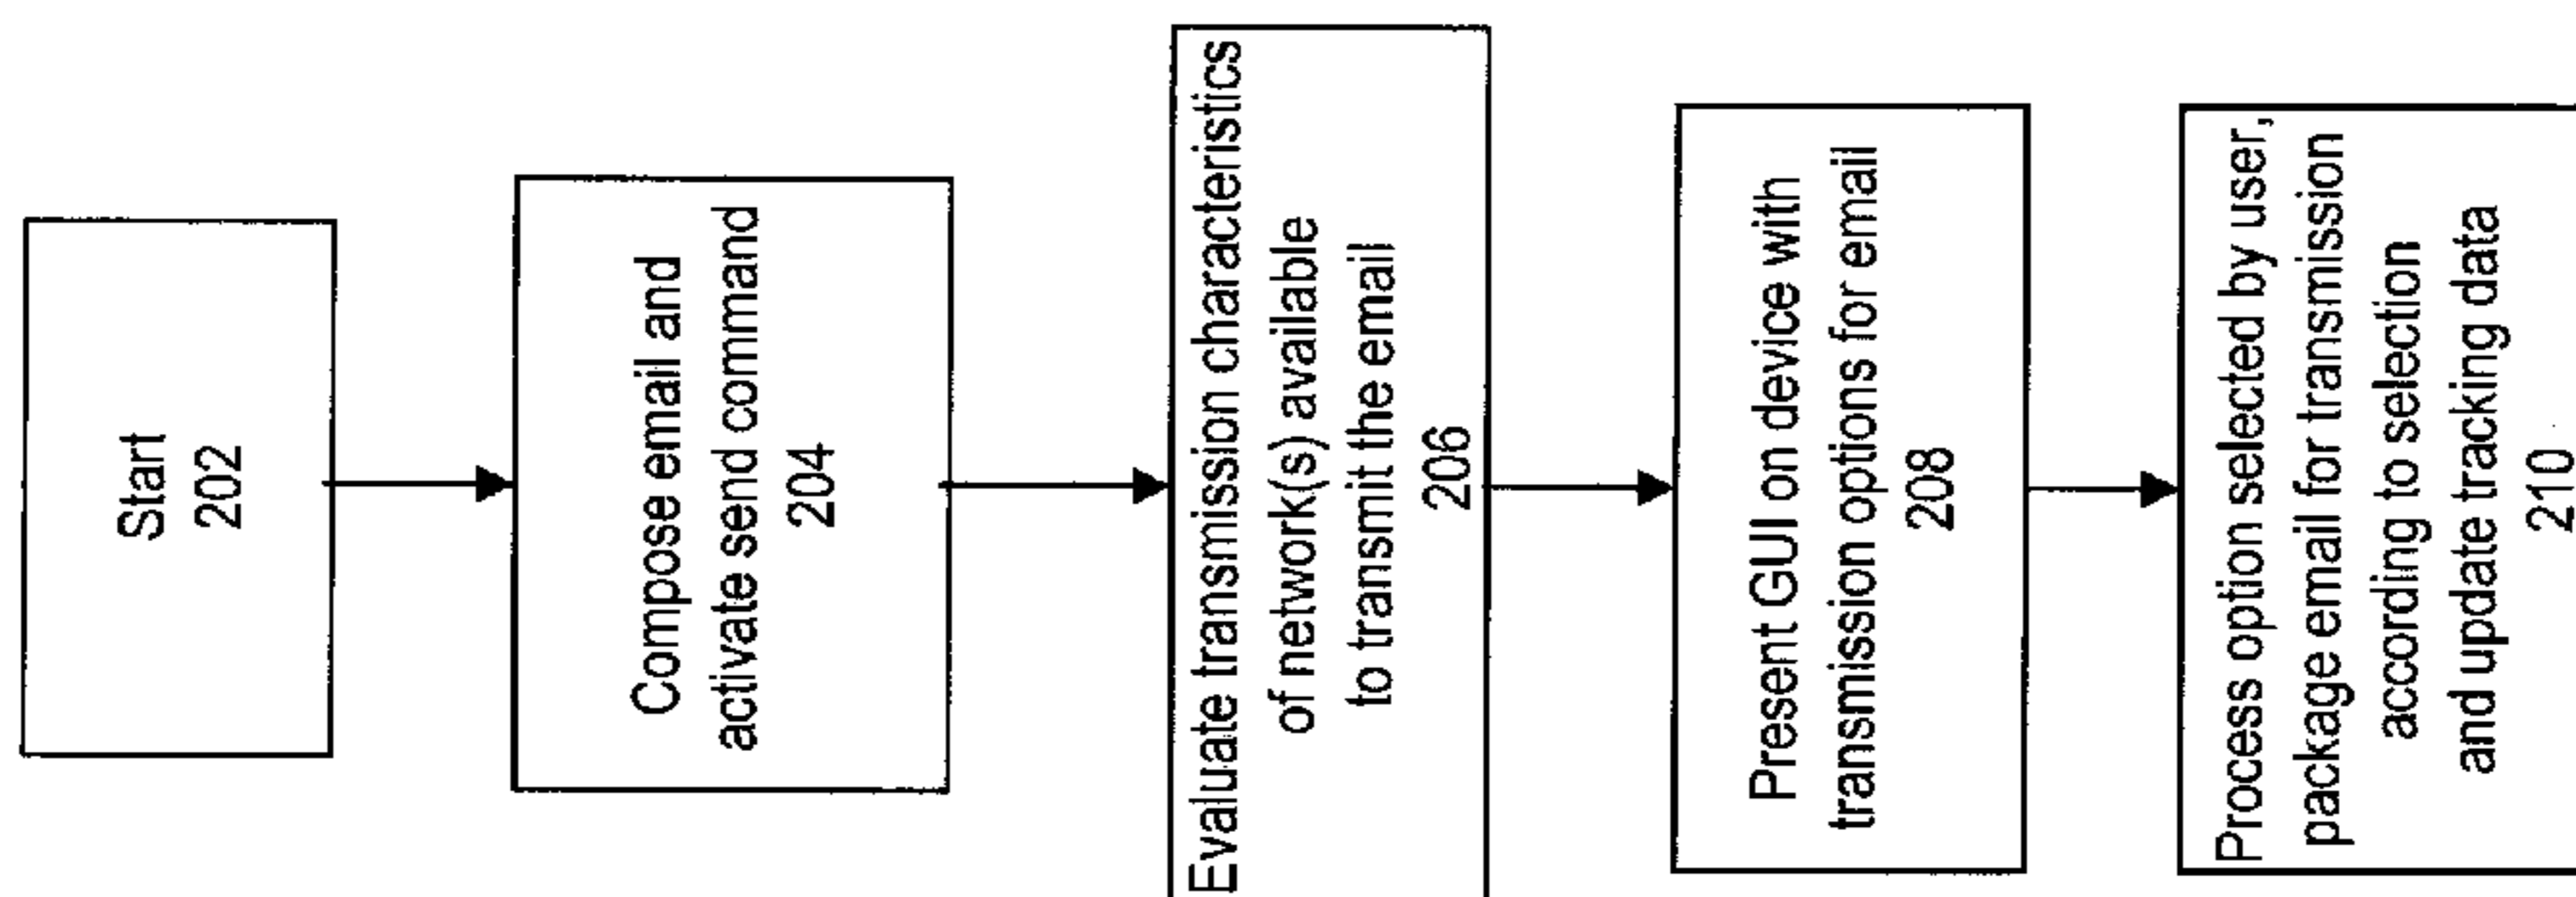 Start
202
Compose email and
activate send command
204
Evaluate transmission characteristics
of network(s) available
to transmit the email
206
Present GUI on device with
transmission options for email
208
Process option selected by user,
package email for transmission
according to selection
and update tracking data
210